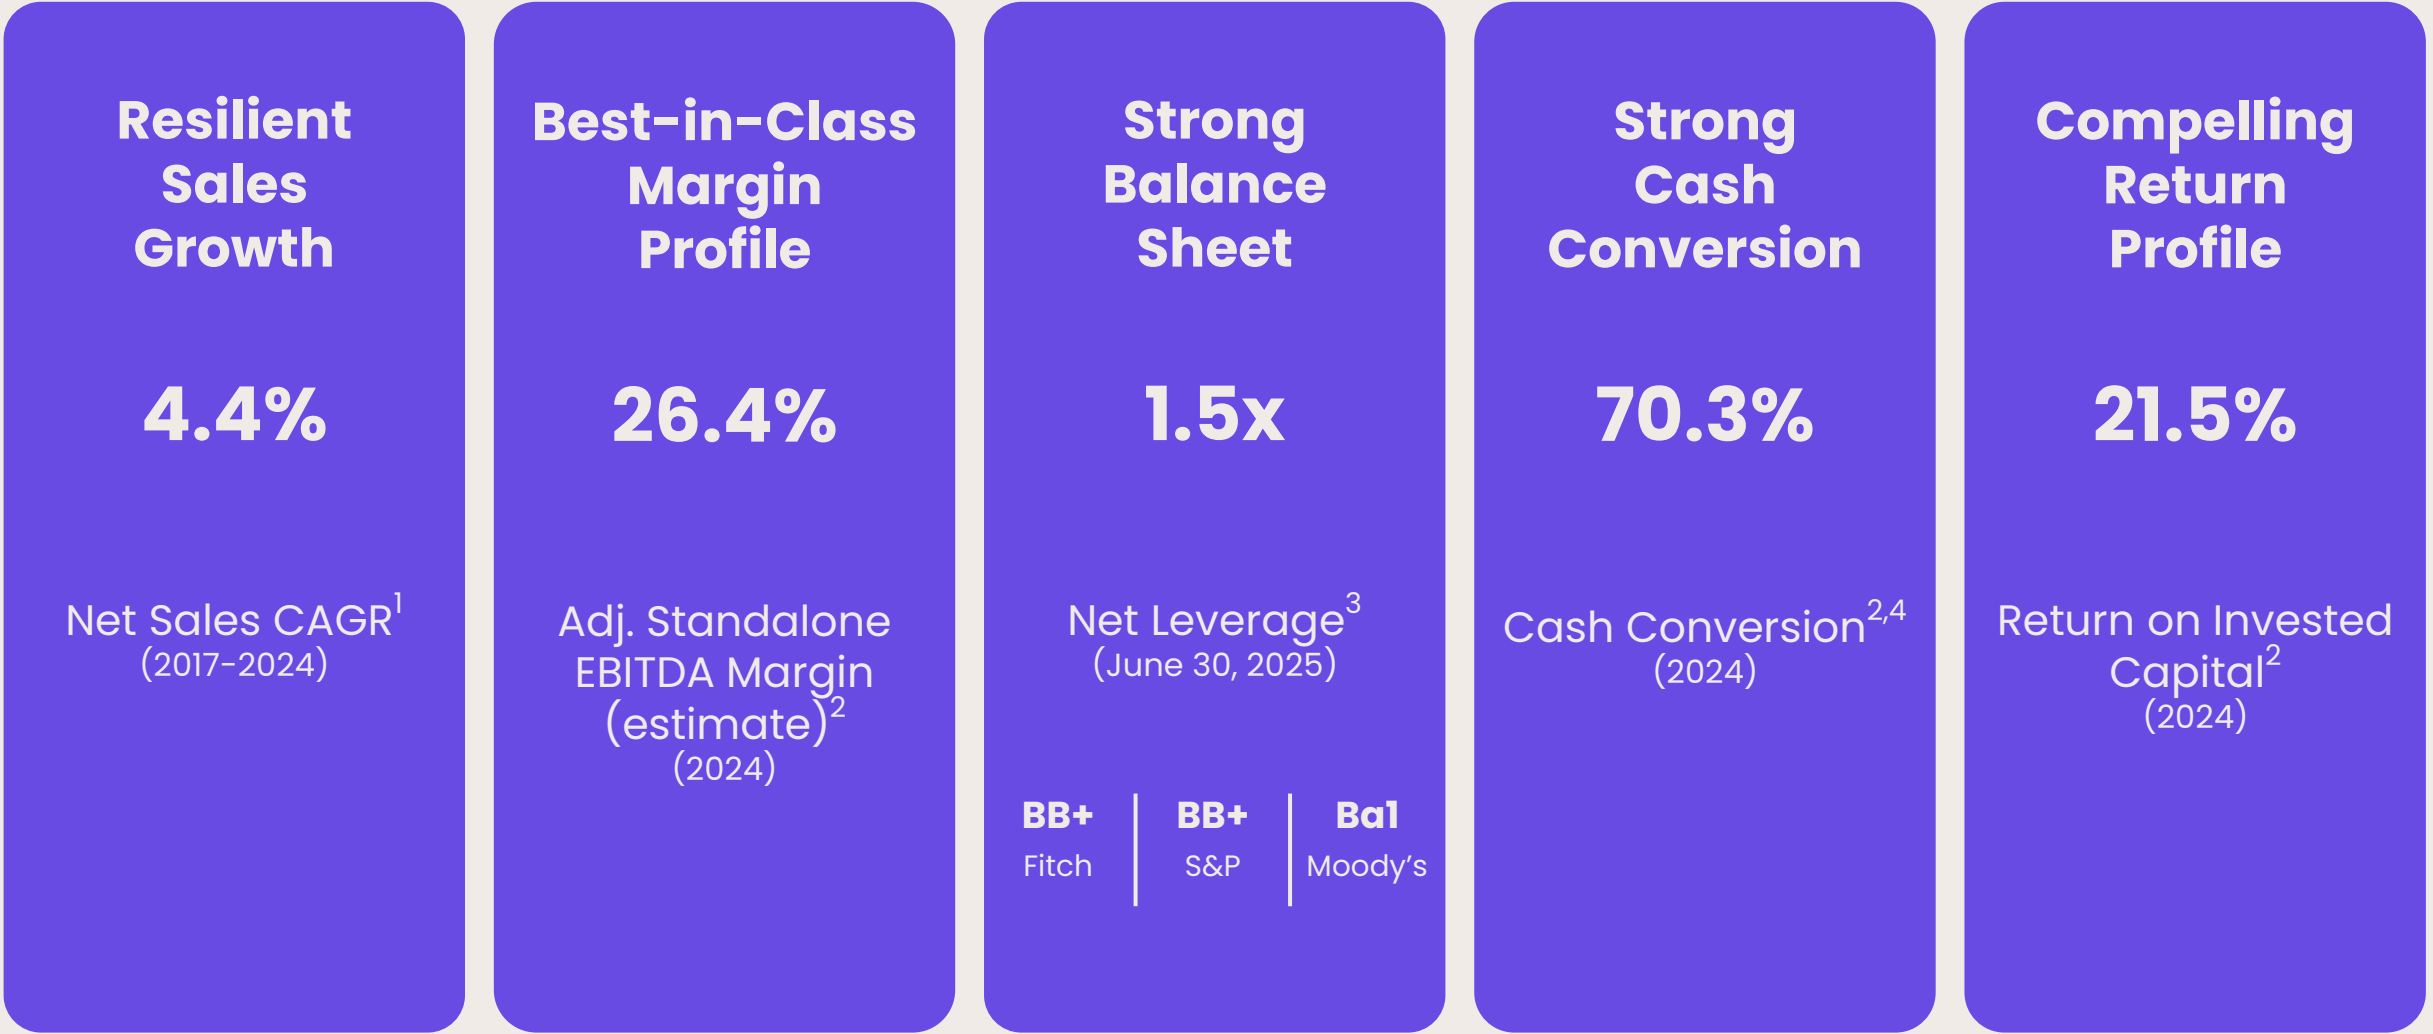 Resilient
Sales
Growth
4.4%
Net Sales CAGR¹
(2017-2024)
Best-in-Class
Margin
Profile
26.4%
Adj. Standalone
EBITDA Margin
(estimate)²
(2024)
Strong
Balance
Sheet
1.5x
Net Leverage³
(June 30, 2025)
BB+
Fitch
BB+
S&P
Ba1
Moody’s
Strong
Cash
Conversion
70.3%
Cash Conversion²,⁴
(2024)
Compelling
Return
Profile
21.5%
Return on Invested
Capital²
(2024)